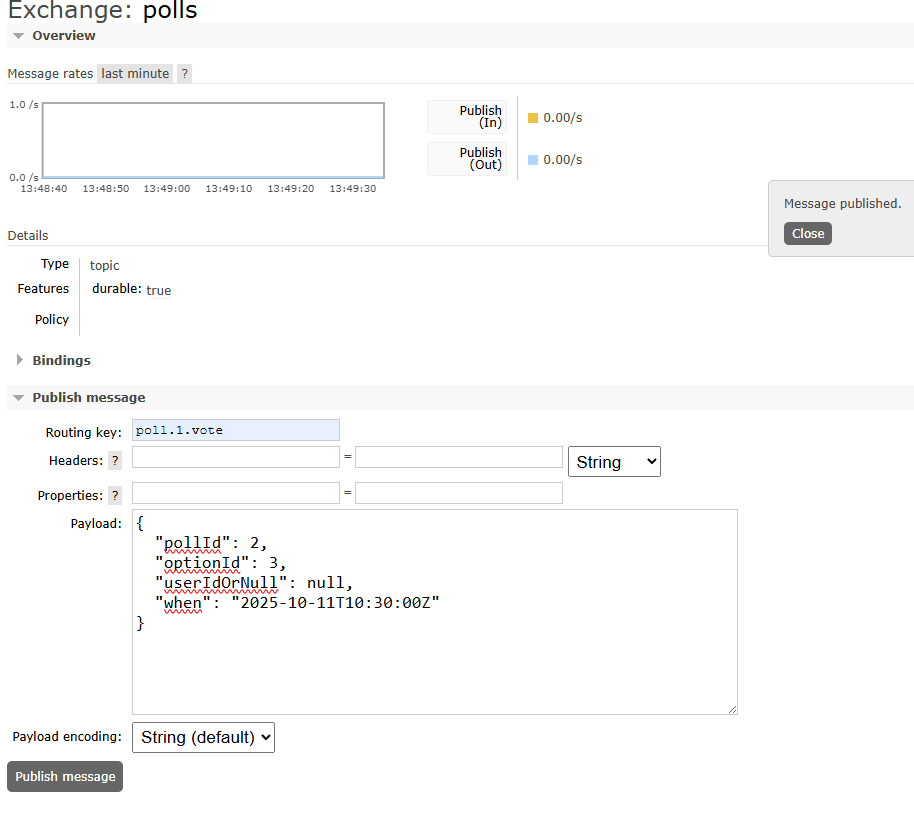 Exchange: polls
Overview
Message rates last minute ?
1.0 /s
0.0 /s
13:48:40 13:48:50 13:49:00 13:49:10 13:49:20 13:49:30
Publish
(In)
0.00/s
Publish
(Out)
0.00/s
Message published.
Close
Details
Type topic
Features durable: true
Policy
Bindings
Publish message
Routing key: poll.1.vote
Headers: ? = String
Properties: ? =
Payload: {
"pollId": 2,
"optionId": 3,
"userIdOrNull": null,
"when": "2025-10-11T10:30:00Z"
}
Payload encoding: String (default)
Publish message